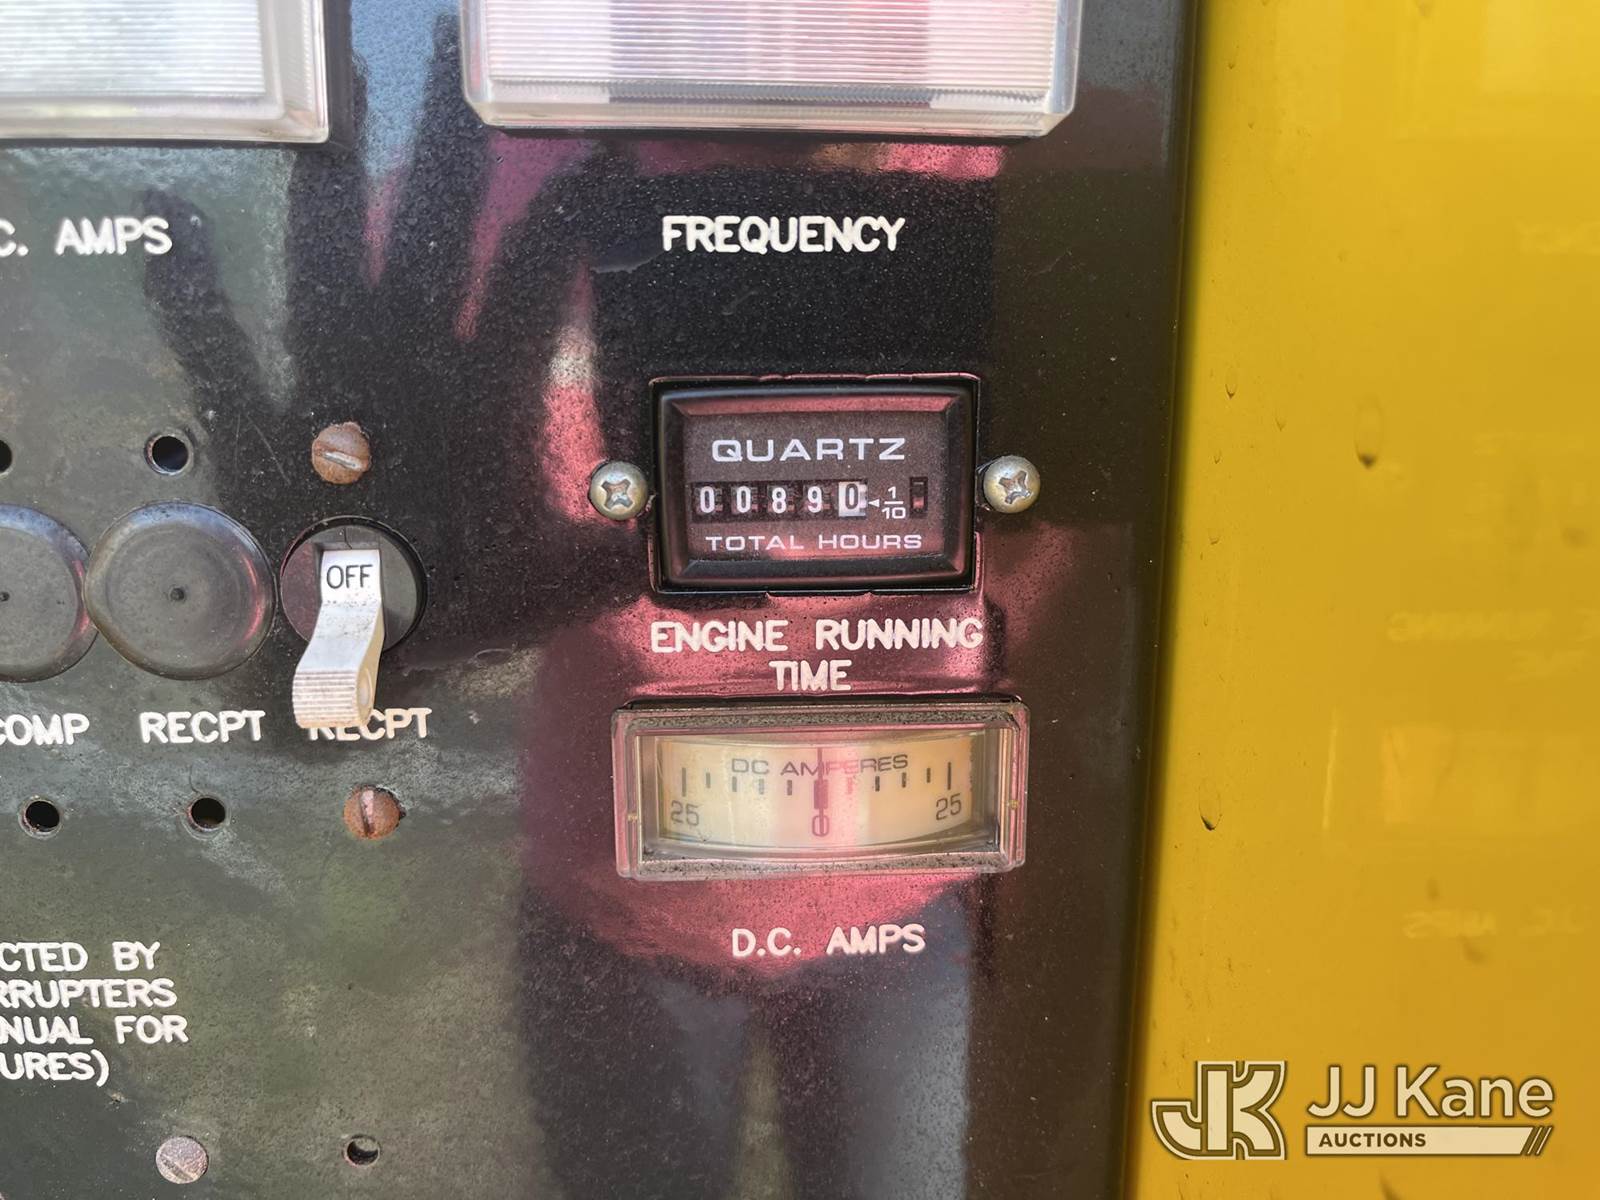 C. AMPS
FREQUENCY
QUARTZ
00890 1/10
TOTAL HOURS
OFF
ENGINE RUNNING
TIME
COMP RECPT RECPT
DC AMPERES
25 0 25
D.C. AMPS
CTED BY
RRUPTERS
NUAL FOR
URES)
JK JJ Kane
AUCTIONS